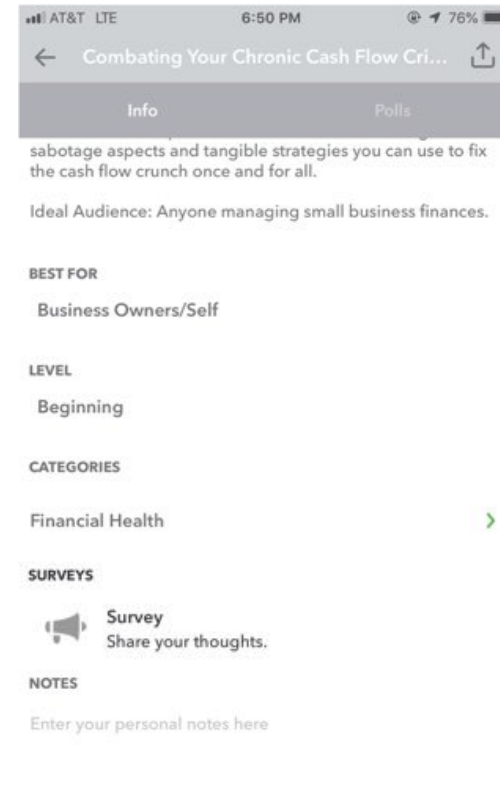 AT&T LTE 6:50 PM 76%
Combating Your Chronic Cash Flow Cri...
Info Polls
sabotage aspects and tangible strategies you can use to fix
the cash flow crunch once and for all.
Ideal Audience: Anyone managing small business finances.
BEST FOR
Business Owners/Self
LEVEL
Beginning
CATEGORIES
Financial Health
SURVEYS
Survey
Share your thoughts.
NOTES
Enter your personal notes here